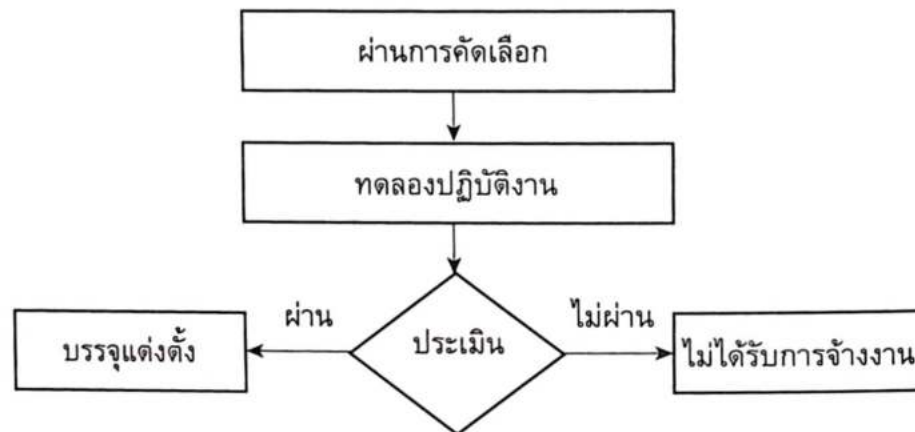 ผ่านการคัดเลือก
ทดลองปฏิบัติงาน
ผ่าน
ไม่ผ่าน
บรรจุแต่งตั้ง
ประเมิน
ไม่ได้รับการจ้างงาน